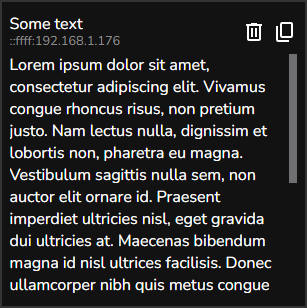 Some text
::ffff:192.168.1.176
Lorem ipsum dolor sit amet,
consectetur adipiscing elit. Vivamus
congue rhoncus risus, non pretium
justo. Nam lectus nulla, dignissim et
lobortis non, pharetra eu magna.
Vestibulum sagittis nulla sem, non
auctor elit ornare id. Praesent
imperdiet ultricies nisl, eget gravida
dui ultricies at. Maecenas bibendum
magna id nisl ultrices facilisis. Donec
ullamcorper nibh quis metus congue